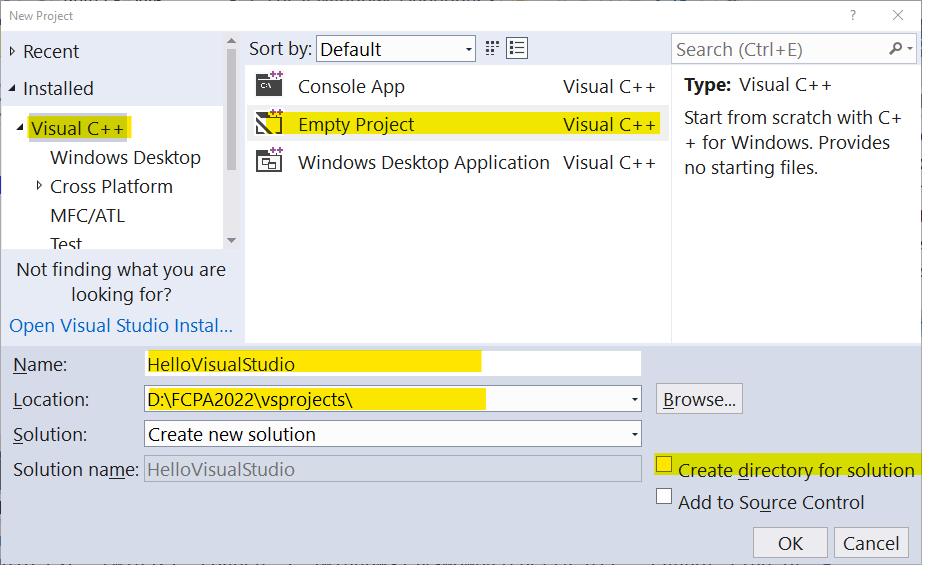 New Project
?
Recent
Installed
Visual C++
Windows Desktop
Cross Platform
MFC/ATL
Test
Not finding what you are
looking for?
Open Visual Studio Instal...
Sort by: Default
Console App Visual C++
Empty Project Visual C++
Windows Desktop Application Visual C++
Search (Ctrl+E)
Type: Visual C++
Start from scratch with C+
+ for Windows. Provides
no starting files.
Name: HelloVisualStudio
Location: D:\FCPA2022\vsprojects\ Browse...
Solution: Create new solution
Solution name: HelloVisualStudio
Create directory for solution
Add to Source Control
OK Cancel